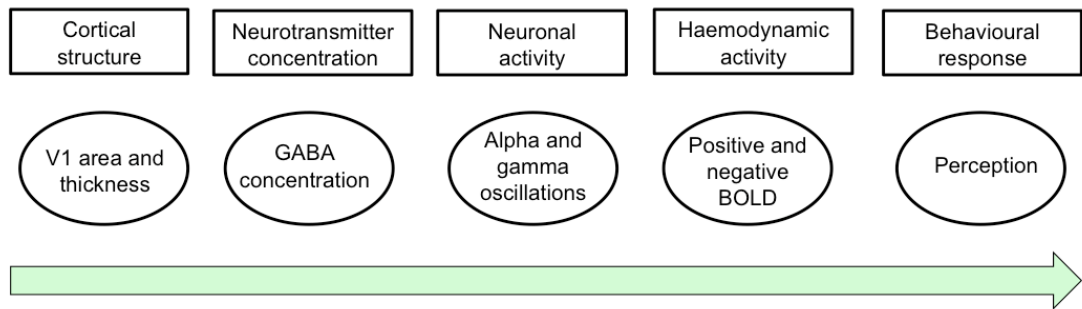 Cortical
structure
Neurotransmitter
concentration
Neuronal
activity
Haemodynamic
activity
Behavioural
response
V1 area and
thickness
GABA
concentration
Alpha and
gamma
oscillations
Positive and
negative
BOLD
Perception